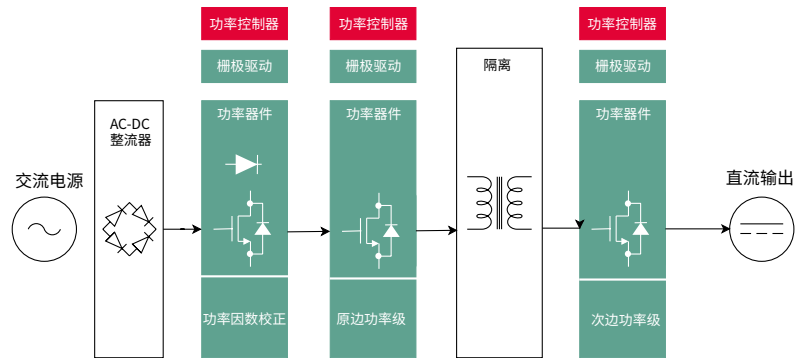 功率控制器
功率控制器
功率控制器
栅极驱动
栅极驱动
隔离
栅极驱动
AC-DC
整流器
功率器件
功率器件
功率器件
交流电源
直流输出
功率因数校正
原边功率级
次边功率级